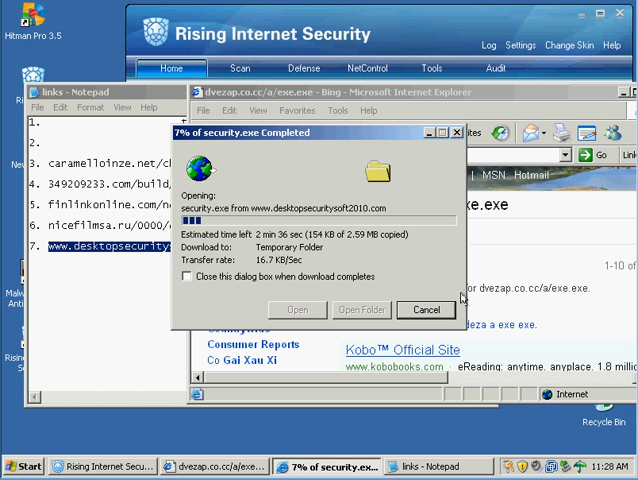 Hitman Pro 3.5
Rising Internet Security
Log Settings Change Skin Help
Home Scan Defense NetControl Tools Audit
links - Notepad
File Edit Format View Help
1.
2.
3. caramelloinze.net/
4. 349209233.com/build,
5. finlinkonline.com/
6. nicefilmsa.ru/0000/
7. www.desktopsecuritys
dvezap.co.cc/a/exe.exe - Bing - Microsoft Internet Explorer
File Edit View Favorites Tools Help
Go Link
MSN Hotmail
xe.exe
1-10 o
or dvezap.co.cc/a/exe.exe.
deza a exe exe.
7% of security.exe Completed
Opening:
security.exe from www.desktopsecuritysoft2010.com
Estimated time left: 2 min 36 sec (154 KB of 2.59 MB copied)
Download to: Temporary Folder
Transfer rate: 16.7 KB/Sec
Close this dialog box when download completes
Open Open Folder Cancel
Consumer Reports
Co Gai Xau Xi
Kobo™ Official Site
www.kobobooks.com eReading: anytime. anyplace. 1.8 millio
Internet
Recycle Bin
Start Rising Internet Secu... dvezap.co.cc/a/exe... 7% of security.ex... links - Notepad 11:28 AM